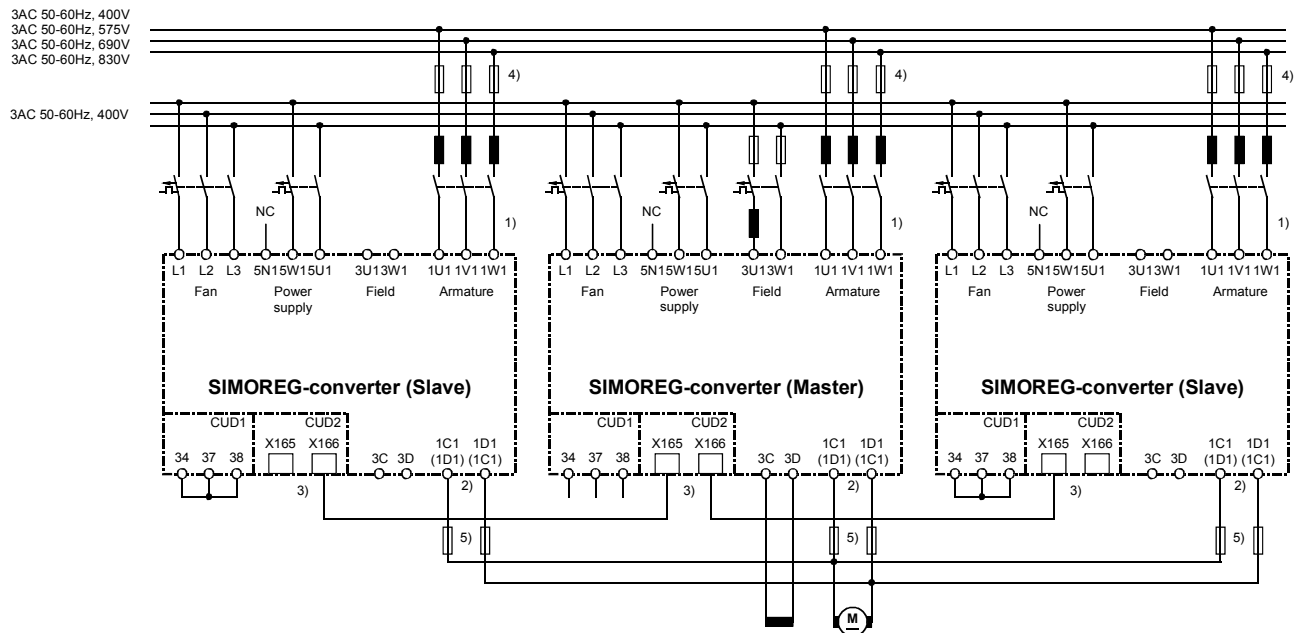 3AC 50-60Hz, 400V
3AC 50-60Hz, 575V
3AC 50-60Hz, 690V
3AC 50-60Hz, 830V
4) 4) 4)
3AC 50-60Hz, 400V
NC 1) NC 1) NC 1)
L1 L2 L3 5N1 5W1 5U1 3U1 3W1 1U1 1V1 1W1 L1 L2 L3 5N1 5W1 5U1 3U1 3W1 1U1 1V1 1W1 L1 L2 L3 5N1 5W1 5U1 3U1 3W1 1U1 1V1 1W1
Fan Power Field Armature Fan Power Field Armature Fan Power Field Armature
supply supply supply
SIMOREG-converter (Slave) SIMOREG-converter (Master) SIMOREG-converter (Slave)
CUD1 CUD2 CUD1 CUD2 CUD1 CUD2
X165 X166 1C1 1D1 X165 X166 1C1 1D1 X165 X166 1C1 1D1
34 37 38 3C 3D (1D1) (1C1) 34 37 38 3C 3D (1D1) (1C1) 34 37 38 3C 3D (1D1) (1C1)
3) 2) 3) 2) 3) 2)
5) 5) 5)
M